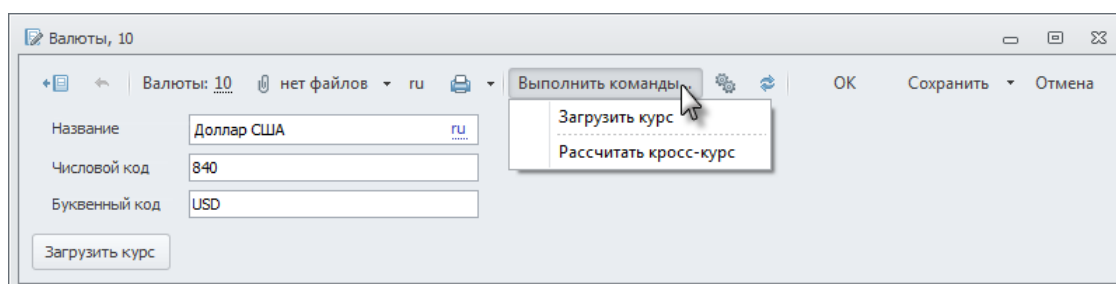 Валюты, 10
Валюты: 10 нет файлов ru Выполнить команды... ОК Сохранить Отмена
Загрузить курс
Рассчитать кросс-курс
Название Доллар США ru
Числовой код 840
Буквенный код USD
Загрузить курс